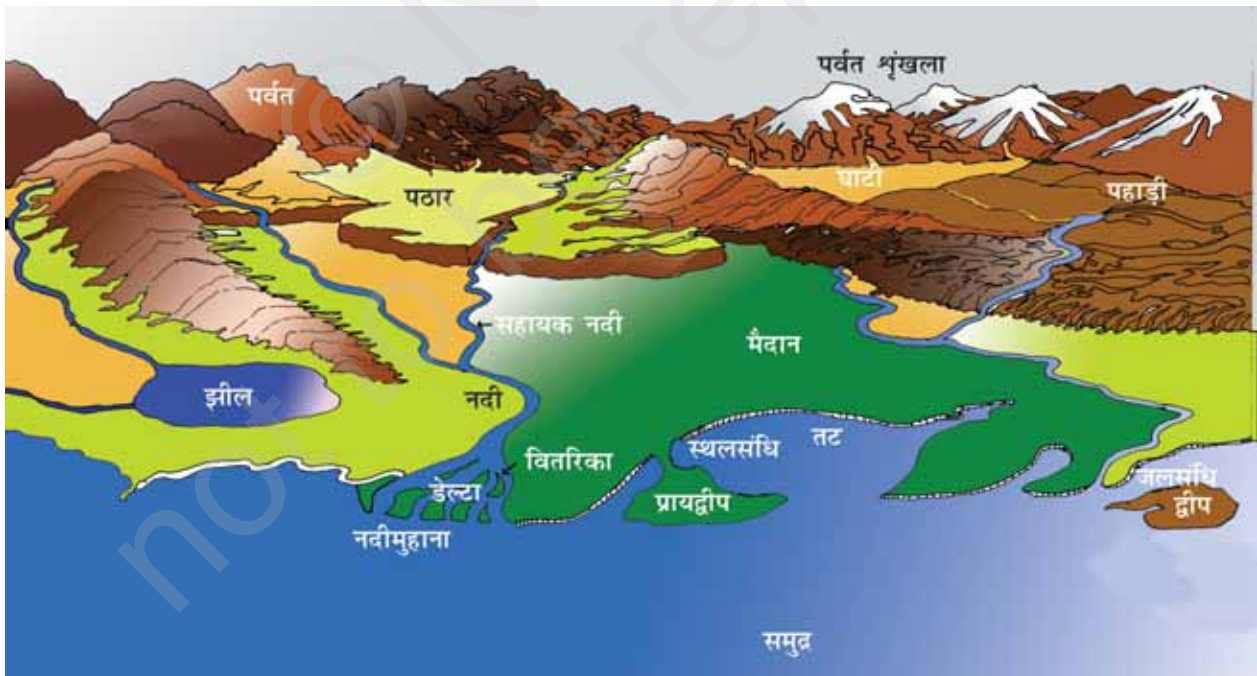 पर्वत शृंखला
पर्वत
घाटी
पठार
पहाड़ी
सहायक नदी
मैदान
झील
नदी
स्थलसंधि
तट
वितरिका
जलसंधि
डेल्टा
प्रायद्वीप
द्वीप
नदीमुहाना
समुद्र